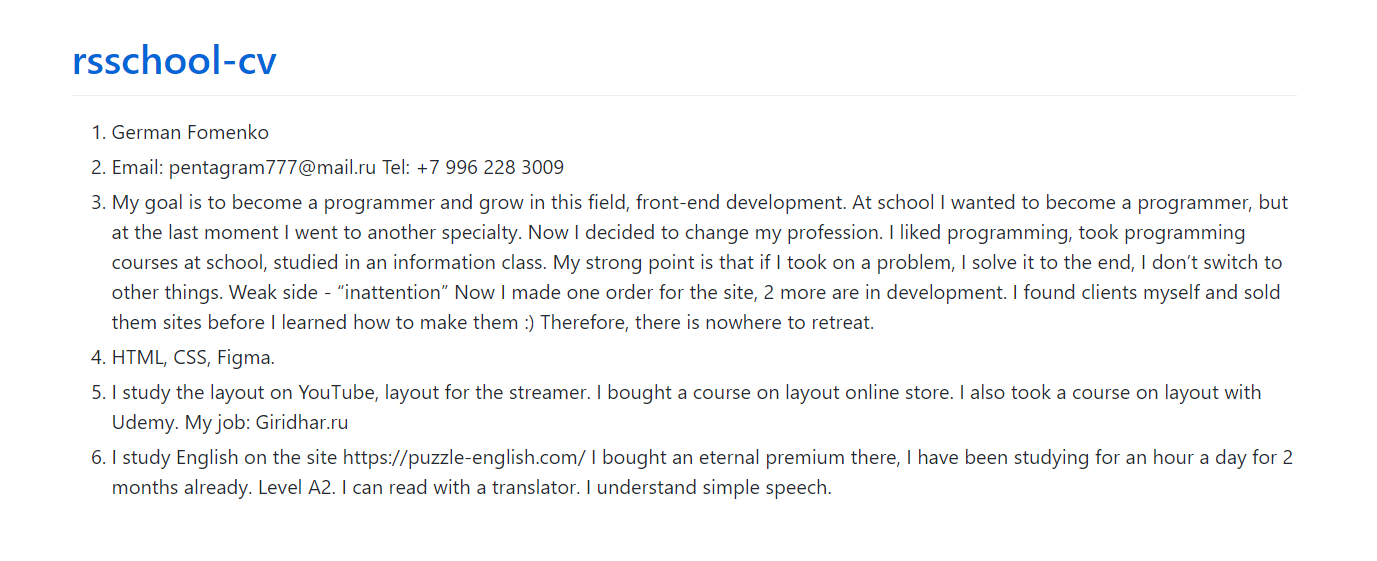 rsschool-cv
1. German Fomenko
2. Email: pentagram777@mail.ru Tel: +7 996 228 3009
3. My goal is to become a programmer and grow in this field, front-end development. At school I wanted to become a programmer, but
at the last moment I went to another specialty. Now I decided to change my profession. I liked programming, took programming
courses at school, studied in an information class. My strong point is that if I took on a problem, I solve it to the end, I don’t switch to
other things. Weak side - “inattention” Now I made one order for the site, 2 more are in development. I found clients myself and sold
them sites before I learned how to make them :) Therefore, there is nowhere to retreat.
4. HTML, CSS, Figma.
5. I study the layout on YouTube, layout for the streamer. I bought a course on layout online store. I also took a course on layout with
Udemy. My job: Giridhar.ru
6. I study English on the site https://puzzle-english.com/ I bought an eternal premium there, I have been studying for an hour a day for 2
months already. Level A2. I can read with a translator. I understand simple speech.